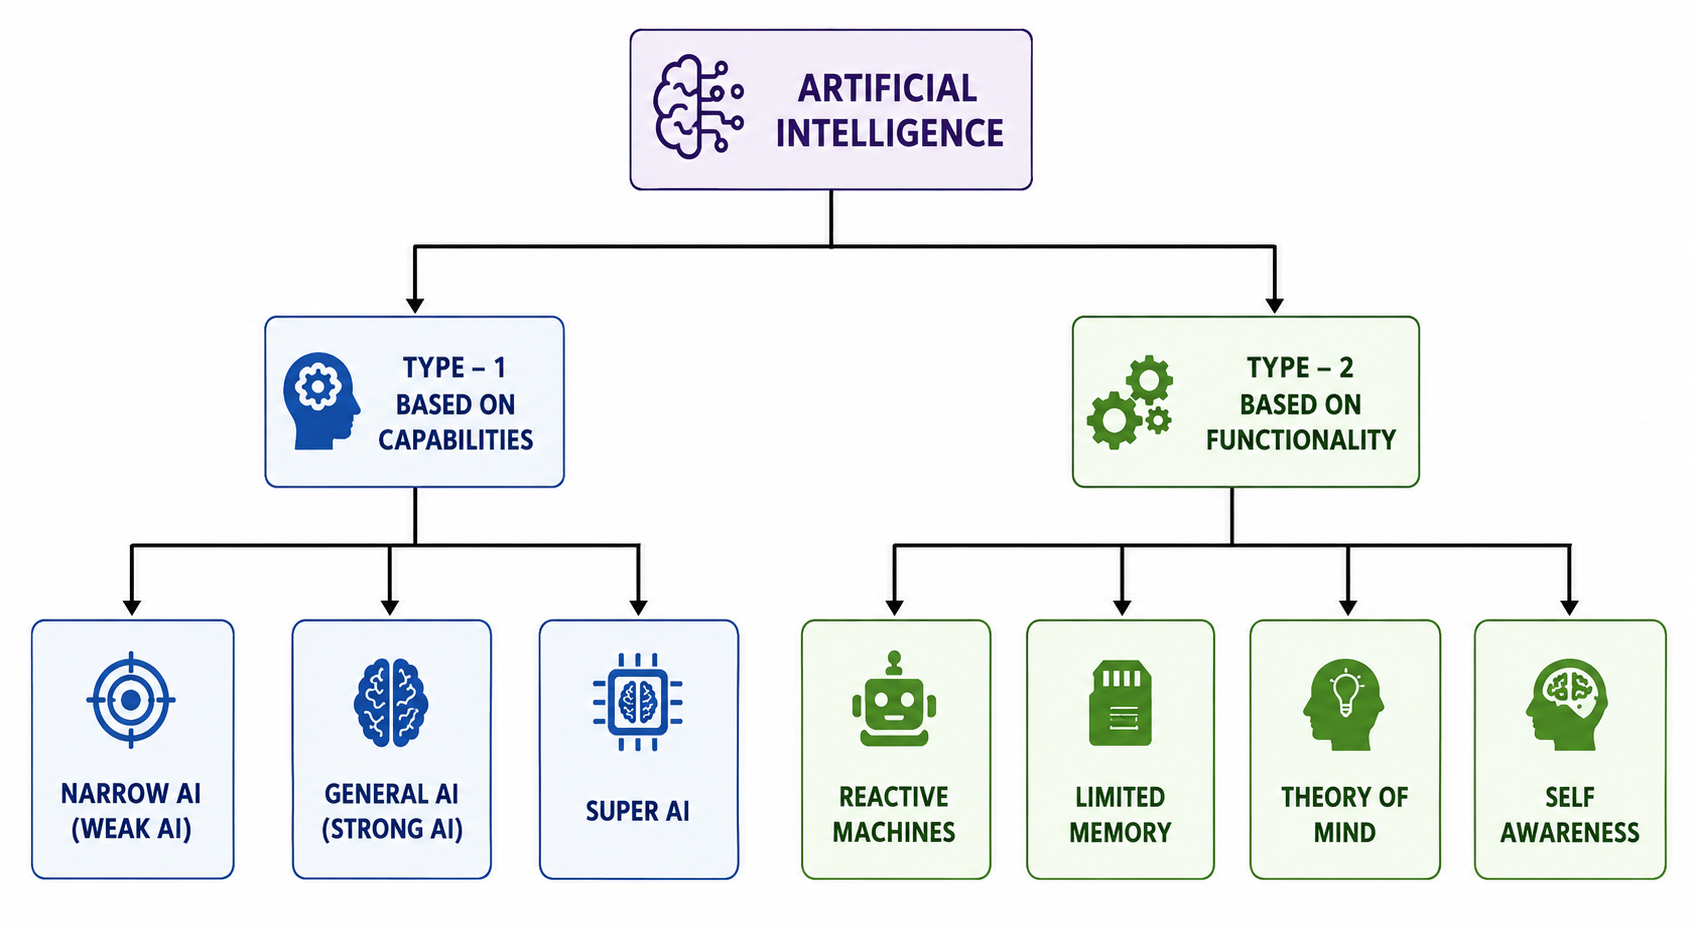 ARTIFICIAL
INTELLIGENCE
TYPE – 1
BASED ON
CAPABILITIES
TYPE – 2
BASED ON
FUNCTIONALITY
NARROW AI
(WEAK AI)
GENERAL AI
(STRONG AI)
SUPER AI
REACTIVE
MACHINES
LIMITED
MEMORY
THEORY OF
MIND
SELF
AWARENESS